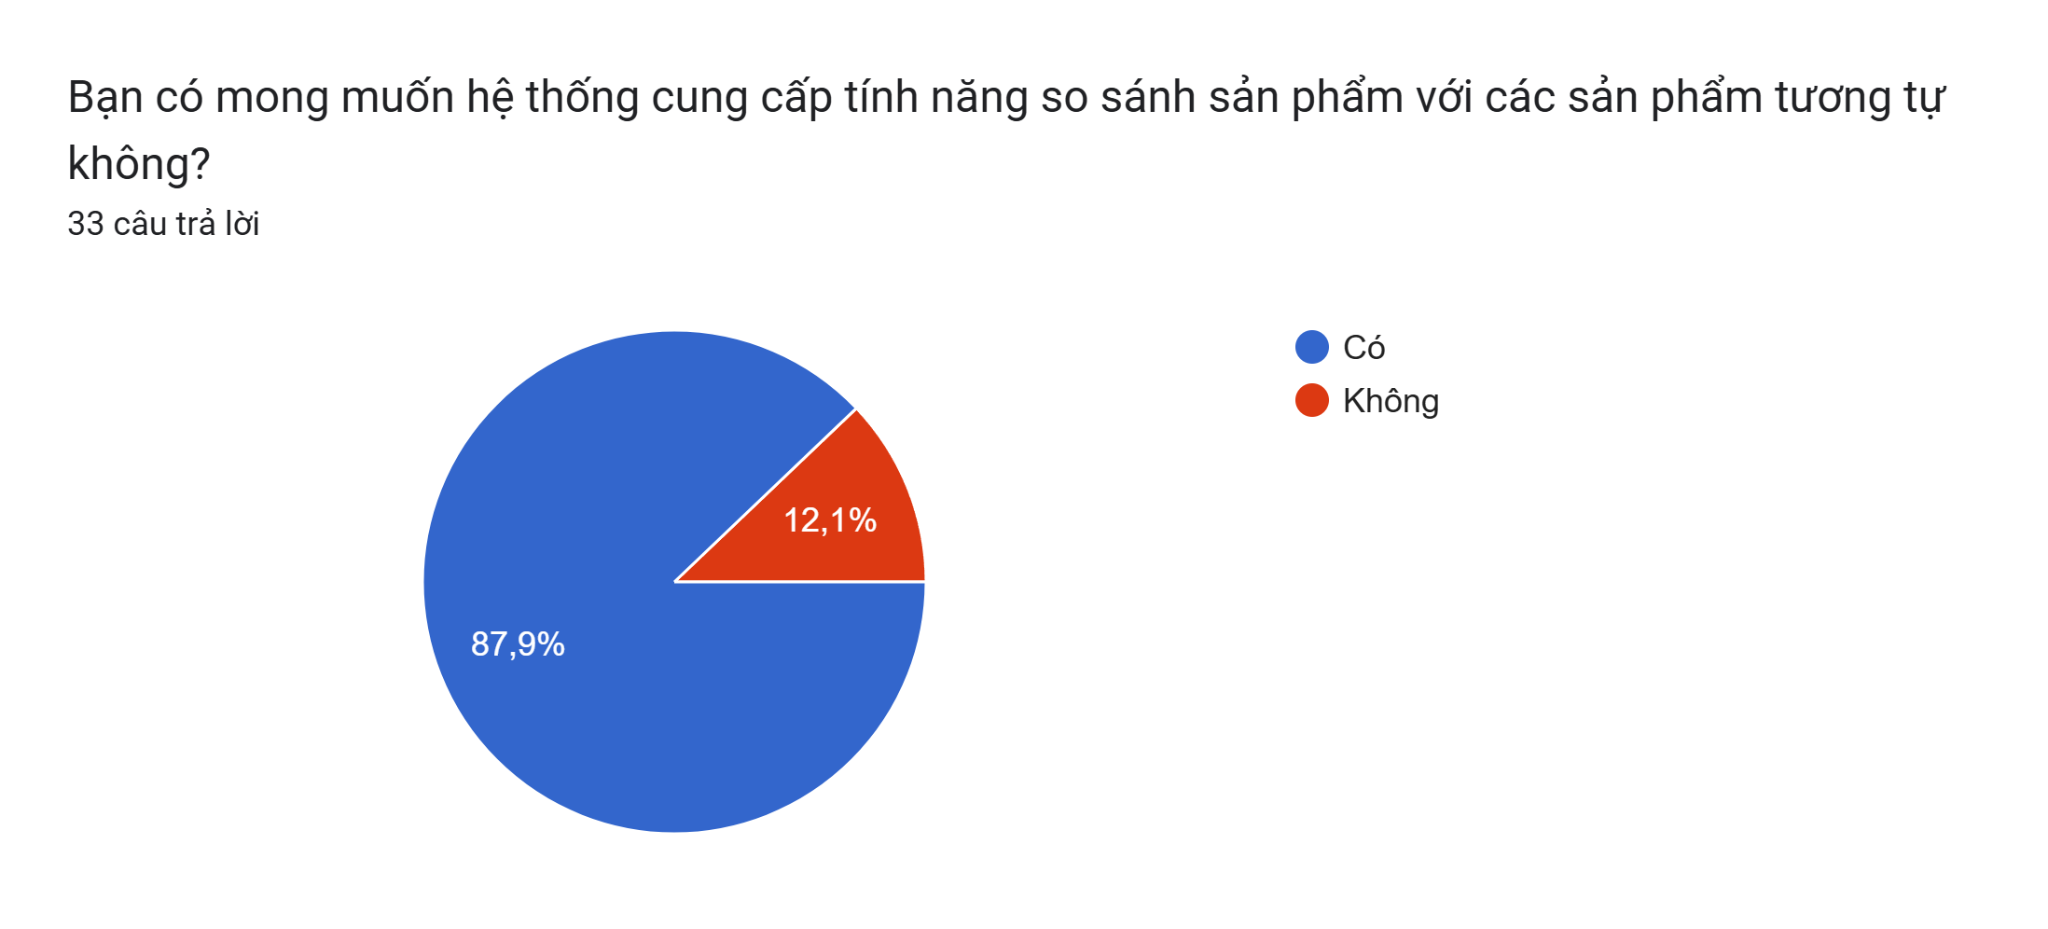 Bạn có mong muốn hệ thống cung cấp tính năng so sánh sản phẩm với các sản phẩm tương tự
không?
33 câu trả lời
Có
Không
12,1%
87,9%